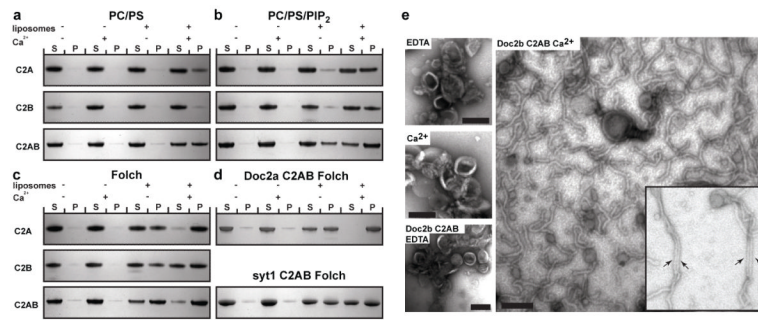 a
PC/PS
b
PC/PS/PIP2
liposomes - - + + - - + +
Ca2+ - + - + - + - +
S P S P S P S P S P S P S P S P
C2A
C2B
C2AB
c
Folch
d
Doc2a C2AB Folch
liposomes - - + + - - + +
Ca2+ - + - + - + - +
S P S P S P S P S P S P S P S P
C2A
C2B
syt1 C2AB Folch
C2AB
e
EDTA
Ca2+
Doc2b C2AB
EDTA
Doc2b C2AB Ca2+